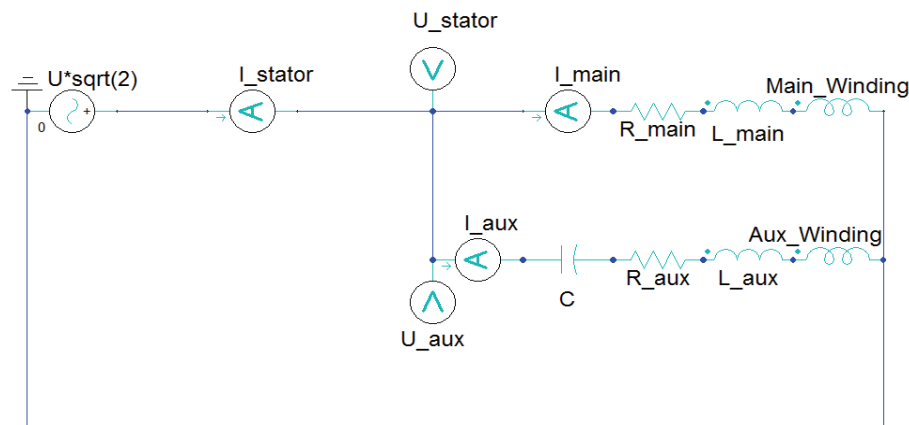 U_stator
U*sqrt(2)
I_stator
I_main
Main_Winding
0
+
A
V
A
R_main
L_main
I_aux
Aux_Winding
A
V
C
R_aux
L_aux
U_aux